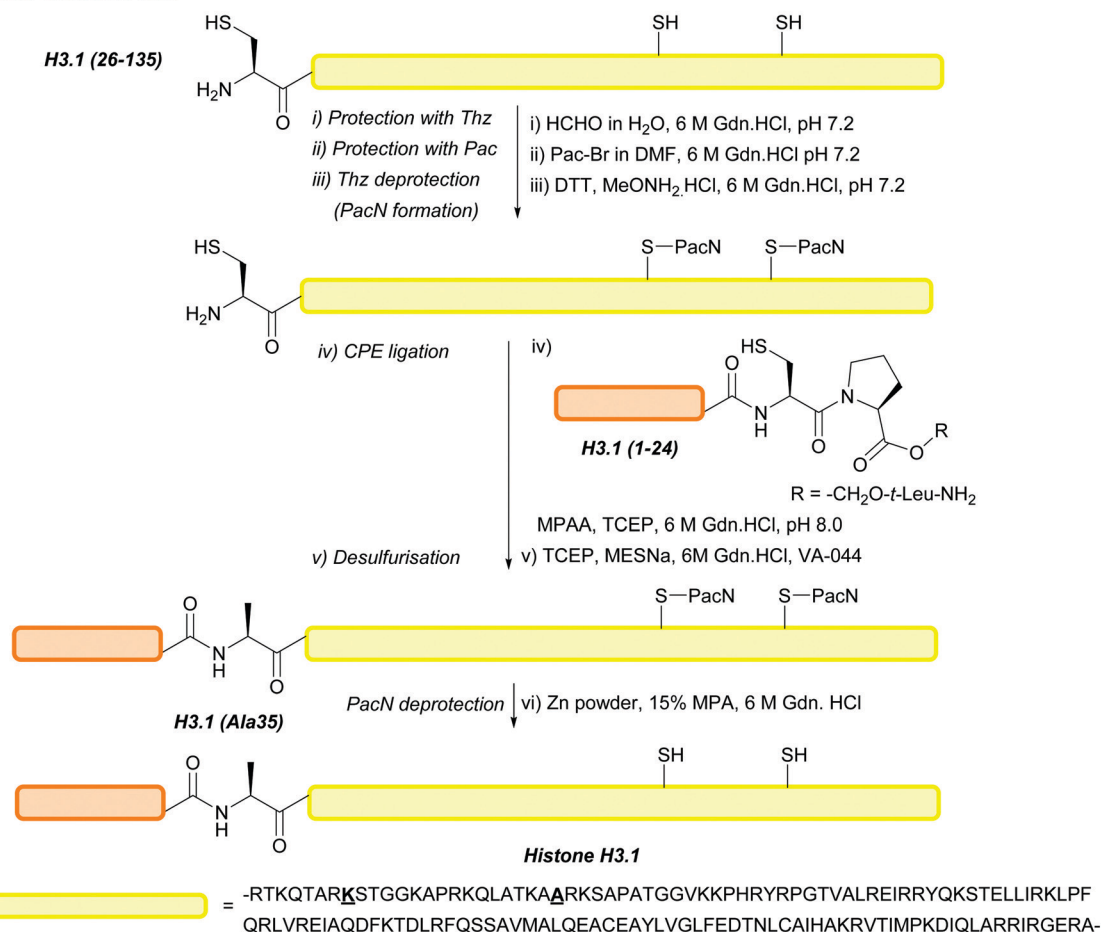 HS
SH SH
H3.1 (26-135)
H2N
O
i) Protection with Thz
ii) Protection with Pac
iii) Thz deprotection
(PacN formation)
i) HCHO in H2O, 6 M Gdn.HCl, pH 7.2
ii) Pac-Br in DMF, 6 M Gdn.HCl pH 7.2
iii) DTT, MeONH2.HCl, 6 M Gdn.HCl, pH 7.2
HS
S PacN S PacN
H2N
O
iv) CPE ligation
iv)
HS
O
N
H
O
N
O
O
R
H3.1 (1-24)
R = -CH2O-t-Leu-NH2
MPAA, TCEP, 6 M Gdn.HCl, pH 8.0
v) Desulfurisation
v) TCEP, MESNa, 6M Gdn.HCl, VA-044
S PacN S PacN
O
N
H
O
H3.1 (Ala35)
PacN deprotection
vi) Zn powder, 15% MPA, 6 M Gdn. HCl
SH SH
O
N
H
O
Histone H3.1
= -RTKQTARKSTGGKAPRKQLATKAARKSAPATGGVKKPHRYRPGTVALREIRRYQKSTELLIRKLPF
QRLVREIAQDFKTDLRFQSSAVMALQEACEAYLVGLFEDTNLCAIHAKRVTIMPKDIQLARRIRGERA-